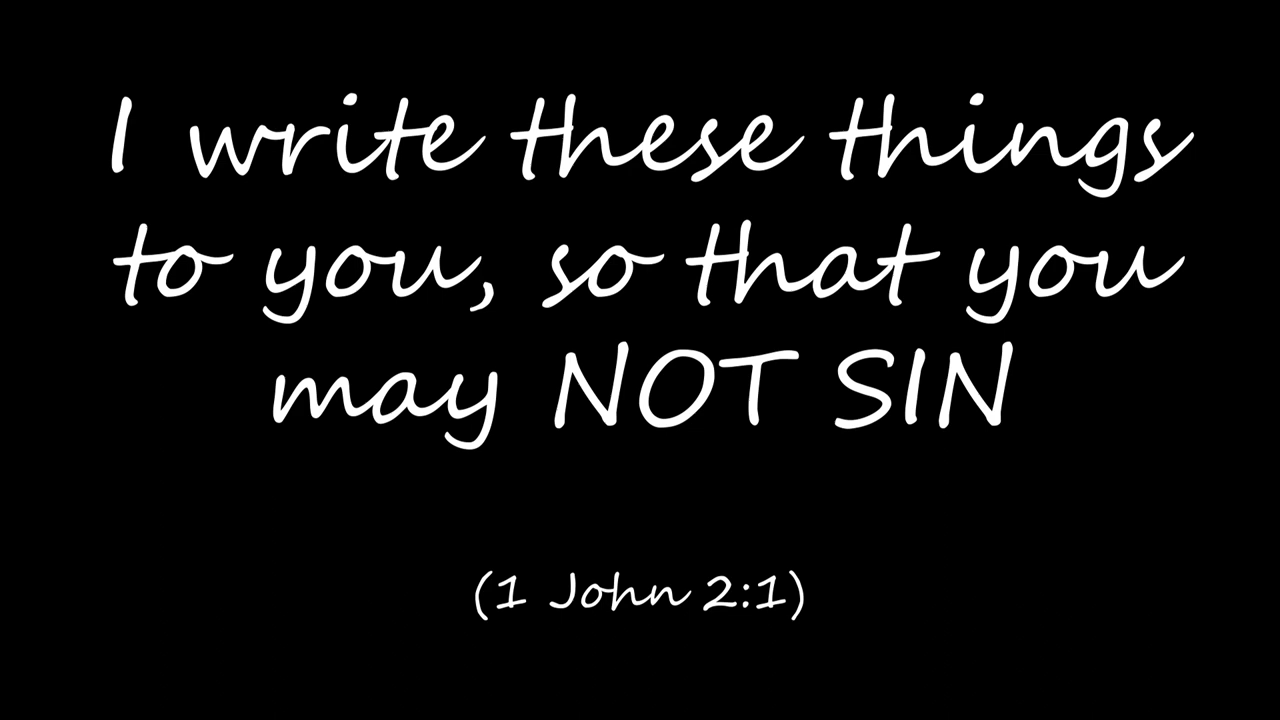 I write these things
to you, so that you
may NOT SIN
(1 John 2:1)